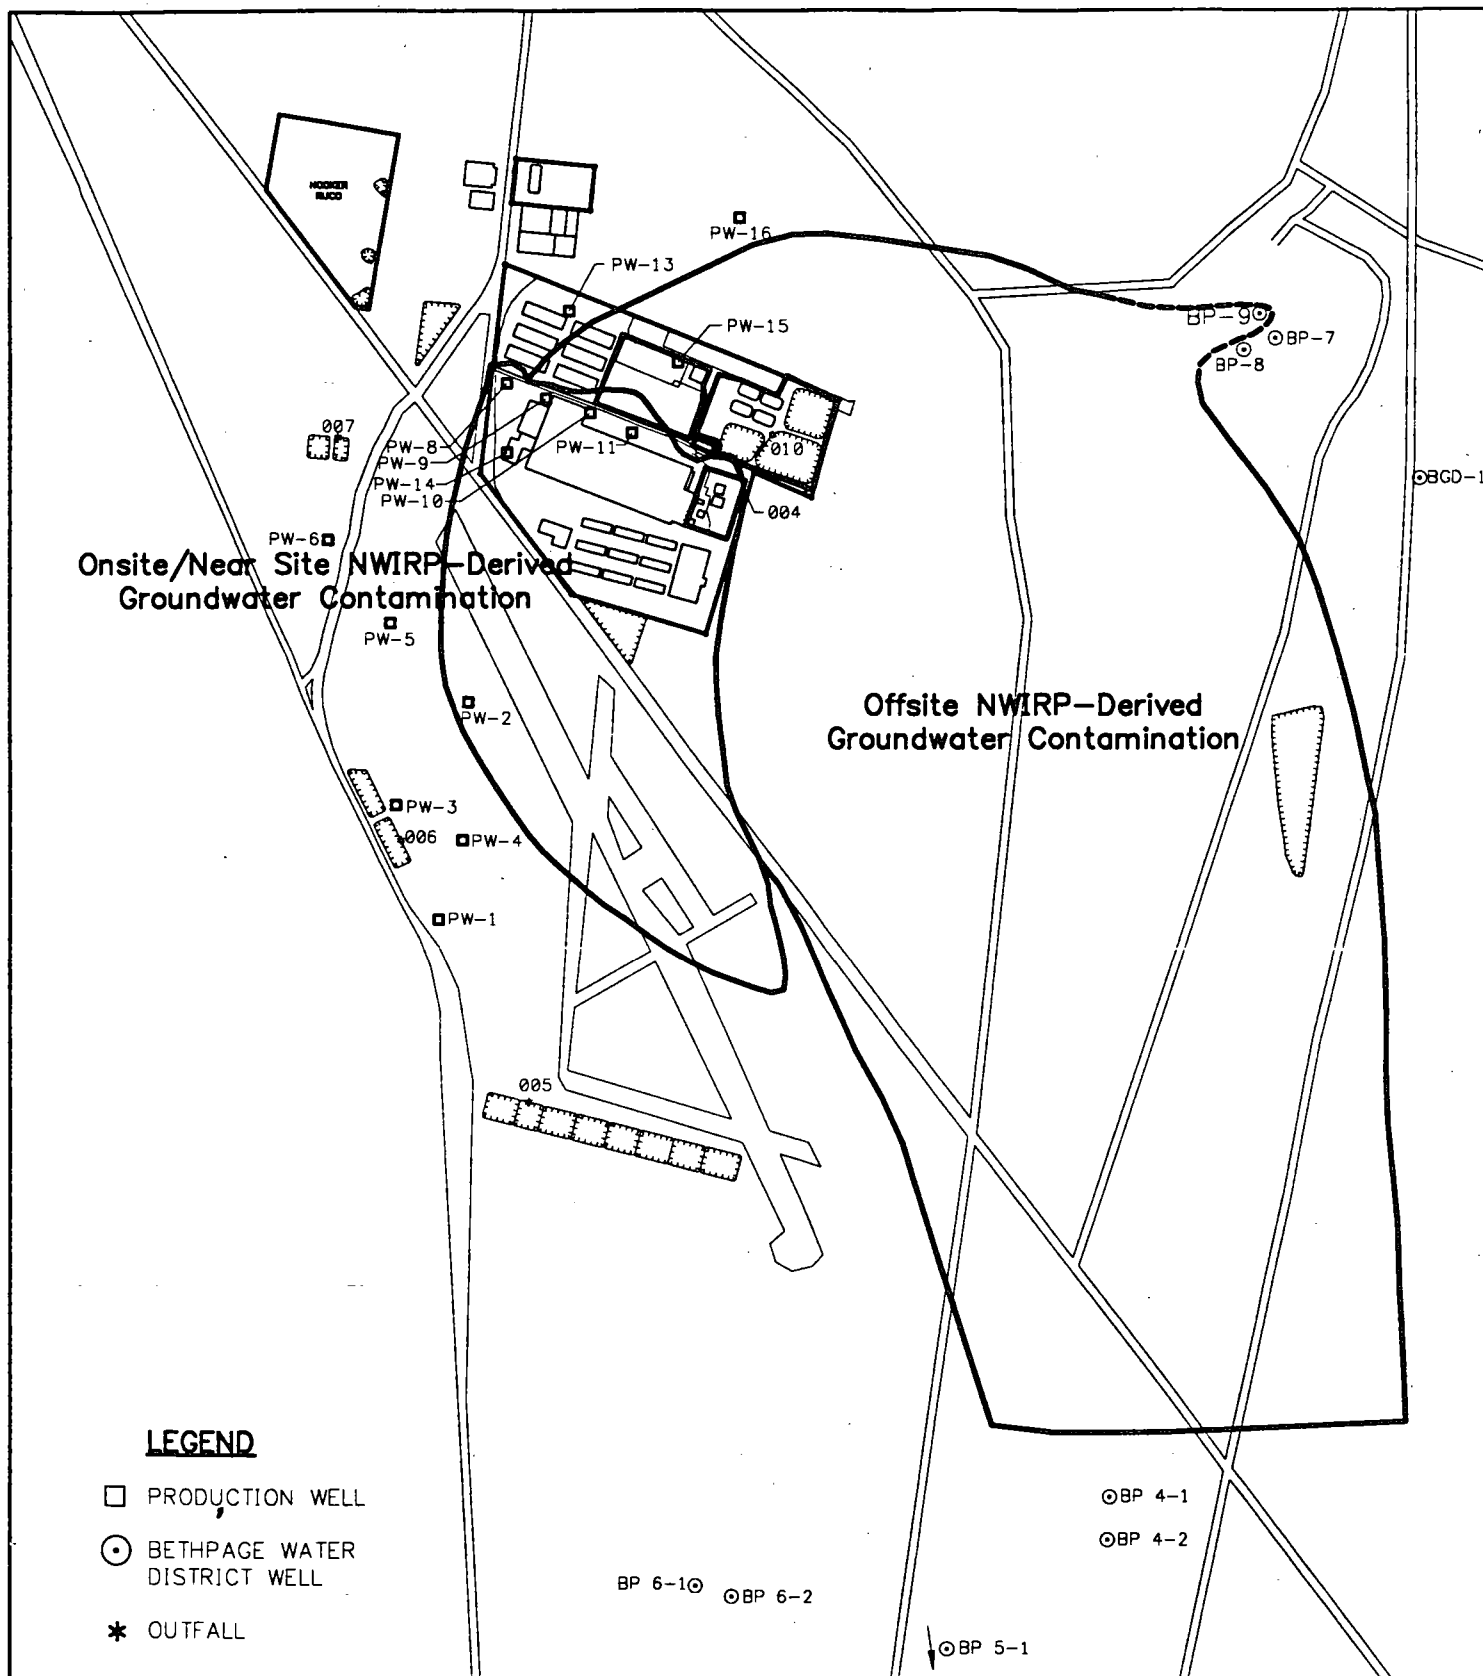 HOOKER
RUCO
PW-16
PW-13
PW-15
BP-9
BP-7
BP-8
007
PW-8
PW-9
PW-14
PW-10
PW-11
010
004
BGD-1
PW-6
Onsite/Near Site NWIRP-Derived
Groundwater Contamination
PW-5
PW-2
Offsite NWIRP-Derived
Groundwater Contamination
PW-3
006
PW-4
PW-1
005
LEGEND
PRODUCTION WELL
BETHPAGE WATER
DISTRICT WELL
OUTFALL
BP 4-1
BP 4-2
BP 6-1
BP 6-2
BP 5-1